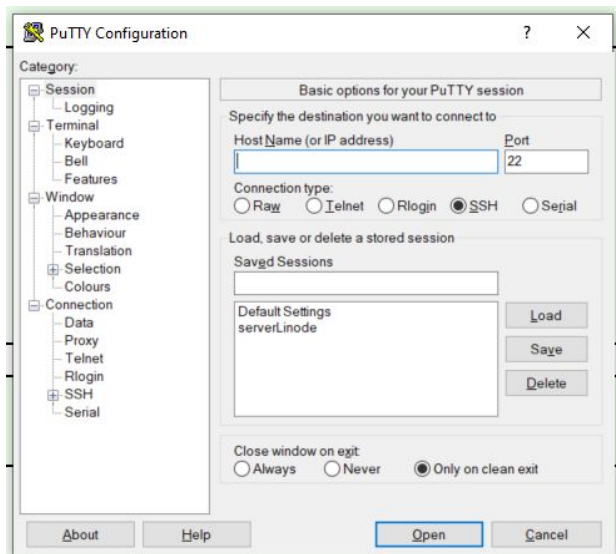 PuTTY Configuration
?
Category:
Session
Logging
Terminal
Keyboard
Bell
Features
Window
Appearance
Behaviour
Translation
Selection
Colours
Connection
Data
Proxy
Telnet
Rlogin
SSH
Serial
Basic options for your PuTTY session
Specify the destination you want to connect to
Host Name (or IP address) Port
22
Connection type:
Raw Telnet Rlogin SSH Serial
Load, save or delete a stored session
Saved Sessions
Default Settings
serverLinode
Load
Save
Delete
Close window on exit:
Always Never Only on clean exit
About Help Open Cancel